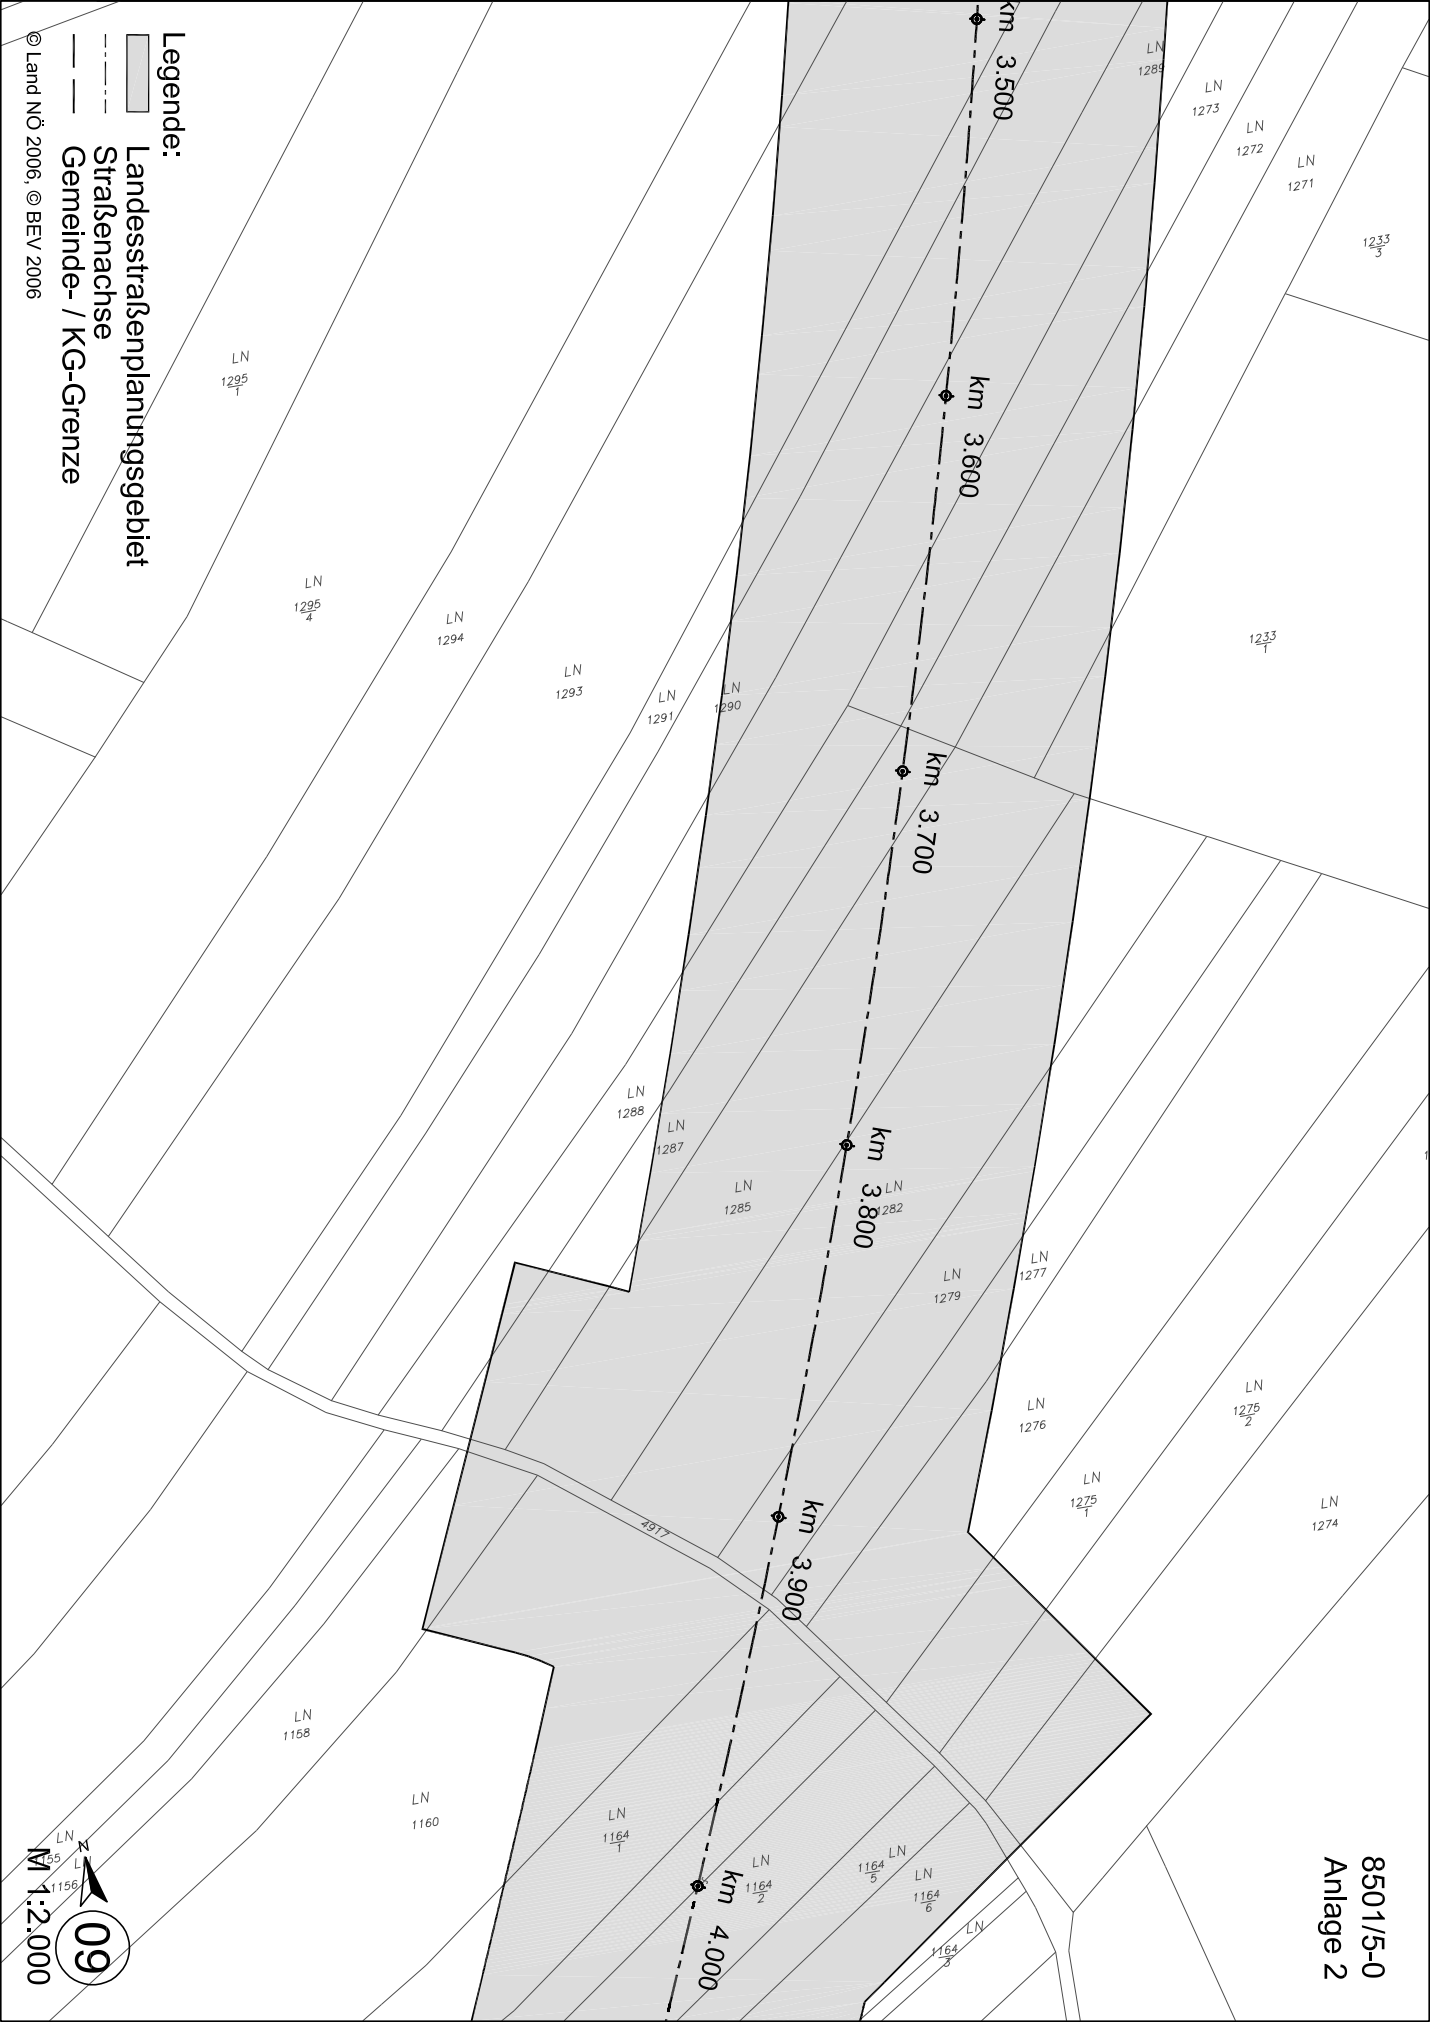 8501/5-0
Anlage 2
km 3.500
km 3.600
km 3.700
km 3.800
km 3.900
km 4.000
LN
1289
LN
1273
LN
1272
LN
1271
1233
3
1233
1
LN
1295
1
LN
1295
4
LN
1294
LN
1293
LN
1291
LN
1290
LN
1288
LN
1287
LN
1285
LN
1282
LN
1279
LN
1277
LN
1276
LN
1275
2
LN
1275
1
LN
1274
4917
LN
1158
LN
1160
LN
1164
1
LN
1164
2
LN
1164
5
LN
1164
6
LN
1164
3
LN
1155
1156
Legende:
Landesstraßenplanungsgebiet
Straßenachse
Gemeinde- / KG-Grenze
© Land NÖ 2006, © BEV 2006
N
09
M 1:2.000